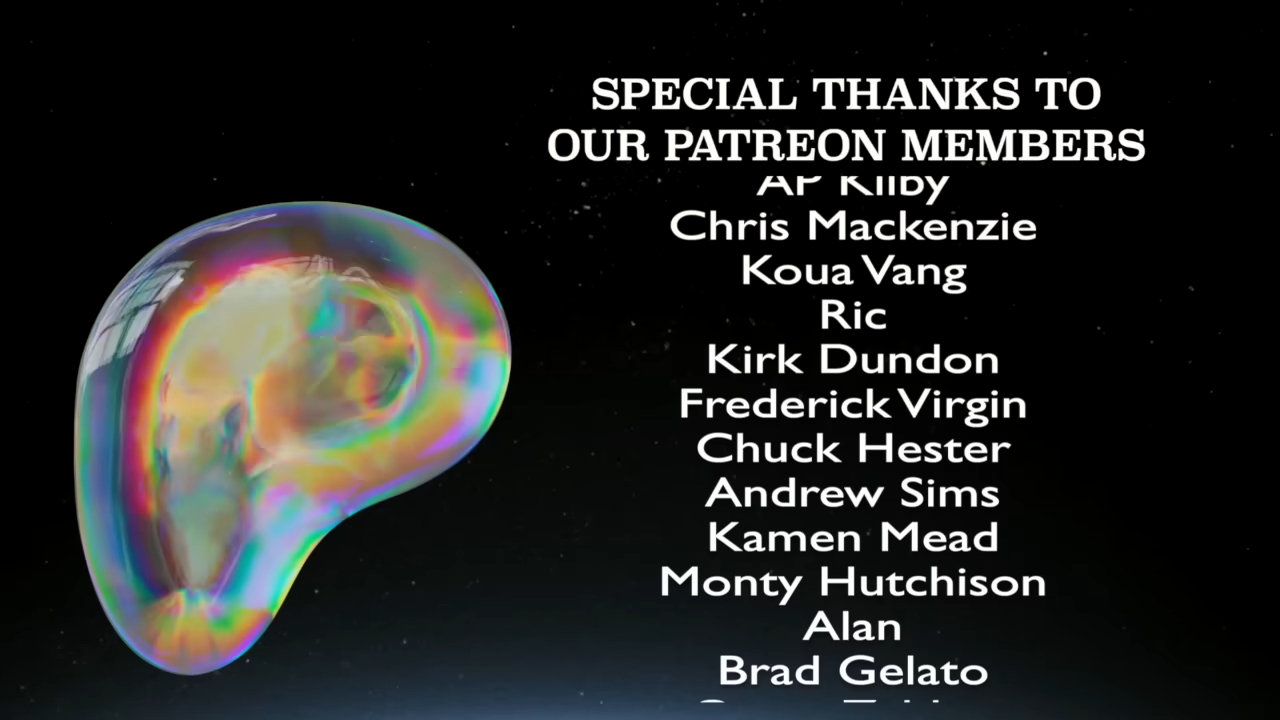 SPECIAL THANKS TO
OUR PATREON MEMBERS
AP Kilby
Chris Mackenzie
Koua Vang
Ric
Kirk Dundon
Frederick Virgin
Chuck Hester
Andrew Sims
Kamen Mead
Monty Hutchison
Alan
Brad Gelato